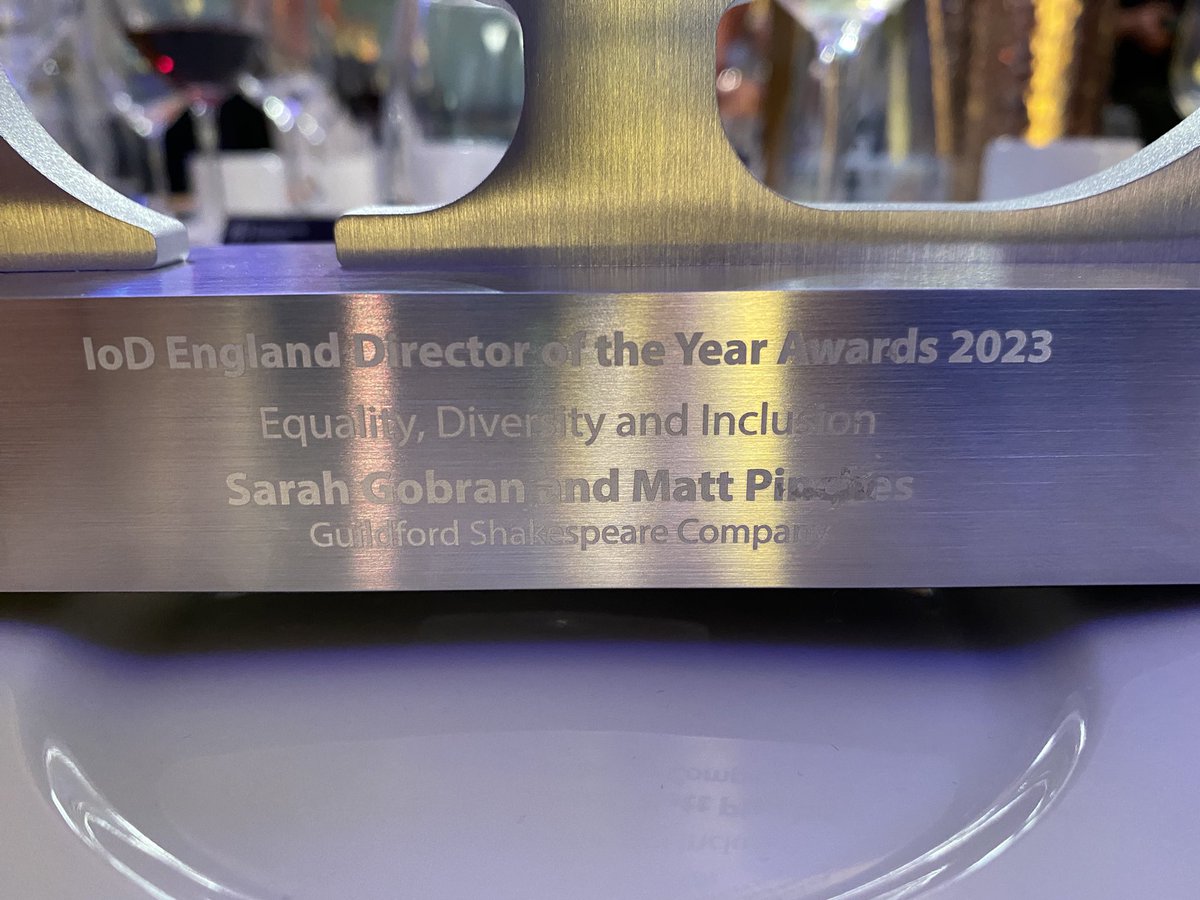 IoD England Director of the Year Awards 2023
Equality, Diversity and Inclusion
Sarah Gobran and Matt
Guildford Shakespeare Company